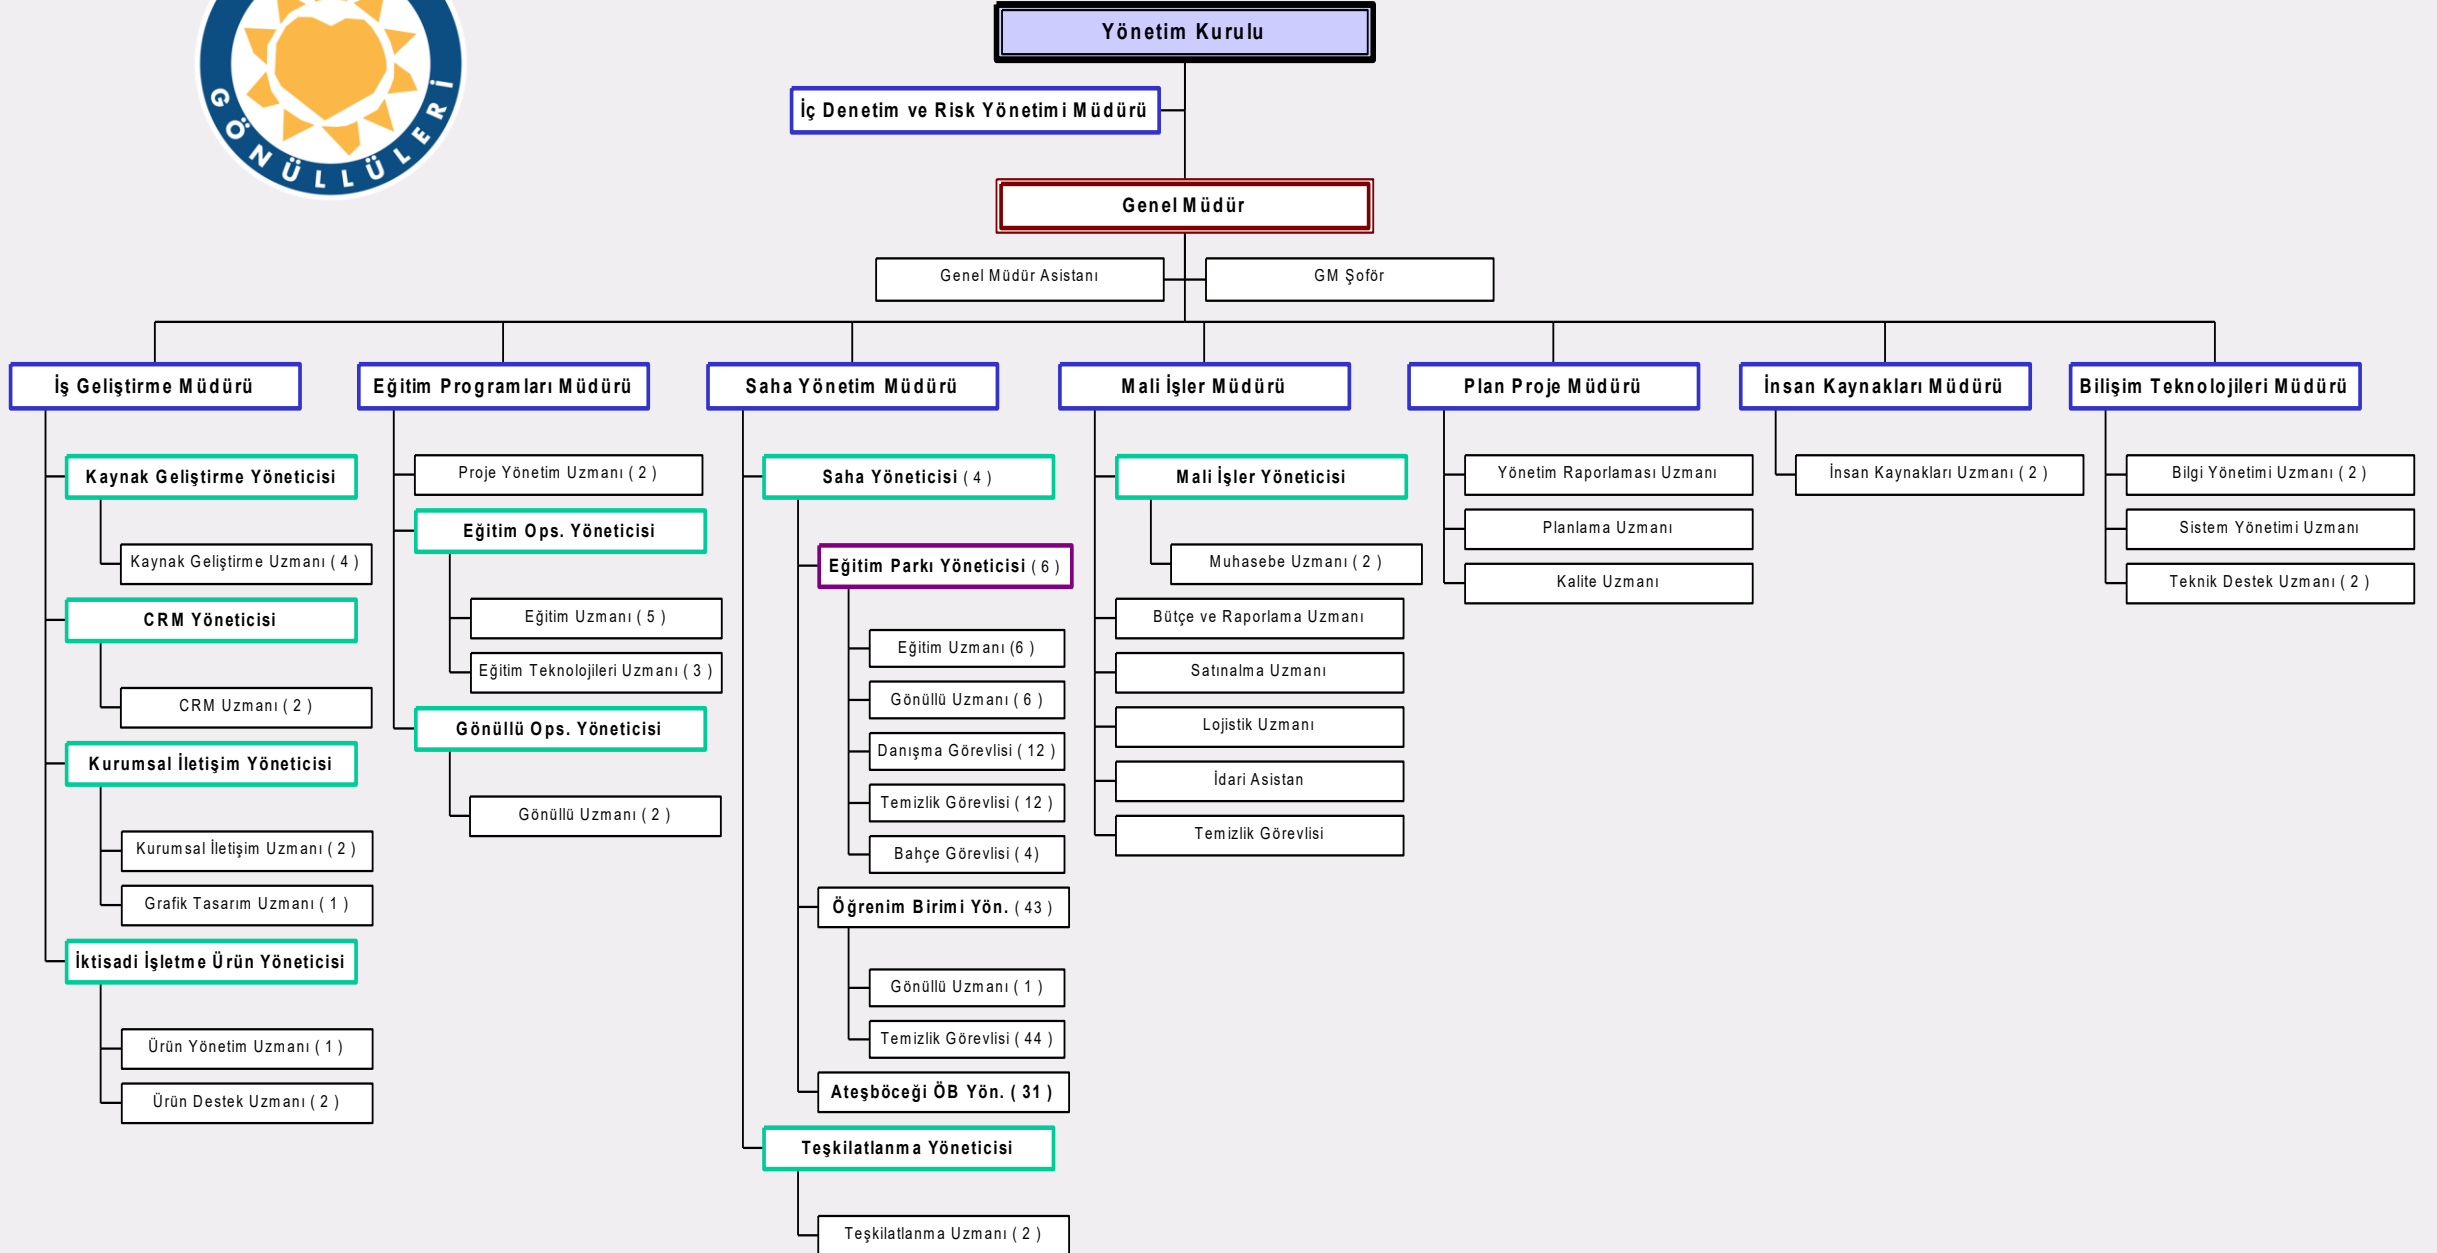 GÖNÜLLÜLERİ
Yönetim Kurulu
İç Denetim ve Risk Yönetimi Müdürü
Genel Müdür
Genel Müdür Asistanı
GM Şoför
İş Geliştirme Müdürü
Eğitim Programları Müdürü
Saha Yönetim Müdürü
Mali İşler Müdürü
Plan Proje Müdürü
İnsan Kaynakları Müdürü
Bilişim Teknolojileri Müdürü
Kaynak Geliştirme Yöneticisi
Kaynak Geliştirme Uzmanı ( 4 )
CRM Yöneticisi
CRM Uzmanı ( 2 )
Kurumsal İletişim Yöneticisi
Kurumsal İletişim Uzmanı ( 2 )
Grafik Tasarım Uzmanı ( 1 )
İktisadi İşletme Ürün Yöneticisi
Ürün Yönetim Uzmanı ( 1 )
Ürün Destek Uzmanı ( 2 )
Proje Yönetim Uzmanı ( 2 )
Eğitim Ops. Yöneticisi
Eğitim Uzmanı ( 5 )
Eğitim Teknolojileri Uzmanı ( 3 )
Gönüllü Ops. Yöneticisi
Gönüllü Uzmanı ( 2 )
Saha Yöneticisi ( 4 )
Eğitim Parkı Yöneticisi ( 6 )
Eğitim Uzmanı (6 )
Gönüllü Uzmanı ( 6 )
Danışma Görevlisi ( 12 )
Temizlik Görevlisi ( 12 )
Bahçe Görevlisi ( 4)
Öğrenim Birimi Yön. ( 43 )
Gönüllü Uzmanı ( 1 )
Temizlik Görevlisi ( 44 )
Ateşböceği ÖB Yön. ( 31 )
Teşkilatlanma Yöneticisi
Teşkilatlanma Uzmanı ( 2 )
Mali İşler Yöneticisi
Muhasebe Uzmanı ( 2 )
Bütçe ve Raporlama Uzmanı
Satınalma Uzmanı
Lojistik Uzmanı
İdari Asistan
Temizlik Görevlisi
Yönetim Raporlaması Uzmanı
Planlama Uzmanı
Kalite Uzmanı
İnsan Kaynakları Uzmanı ( 2 )
Bilgi Yönetimi Uzmanı ( 2 )
Sistem Yönetimi Uzmanı
Teknik Destek Uzmanı ( 2 )